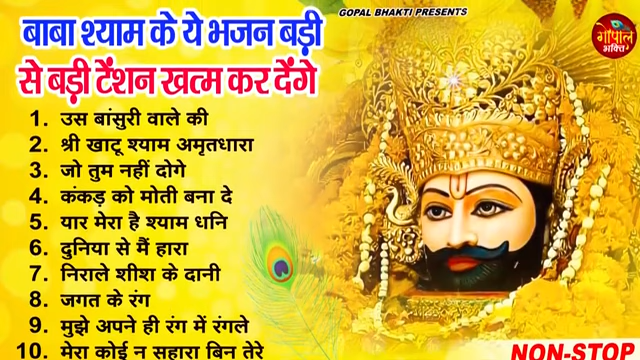 GOPAL BHAKTI PRESENTS
बाबा श्याम के ये भजन बड़ी
से बड़ी टेंशन खत्म कर देंगे
गोपाल
भक्ति
1. उस बांसुरी वाले की
2. श्री खाटू श्याम अमृतधारा
3. जो तुम नहीं दोगे
4. कंकड़ को मोती बना दे
5. यार मेरा है श्याम धनि
6. दुनिया से मैं हारा
7. निराले शीश के दानी
8. जगत के रंग
9. मुझे अपने ही रंग में रंगले
10. मेरा कोई न सहारा बिन तेरे
NON-STOP